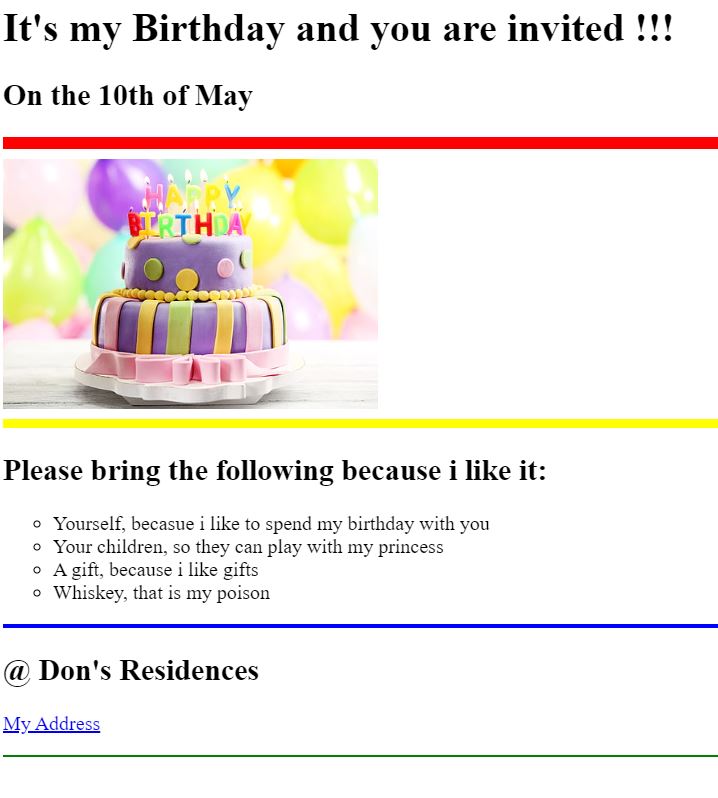 It's my Birthday and you are invited !!!
On the 10th of May
HAPPY
BIRTHDAY
Please bring the following because i like it:
Yourself, becasue i like to spend my birthday with you
Your children, so they can play with my princess
A gift, because i like gifts
Whiskey, that is my poison
@ Don's Residences
My Address